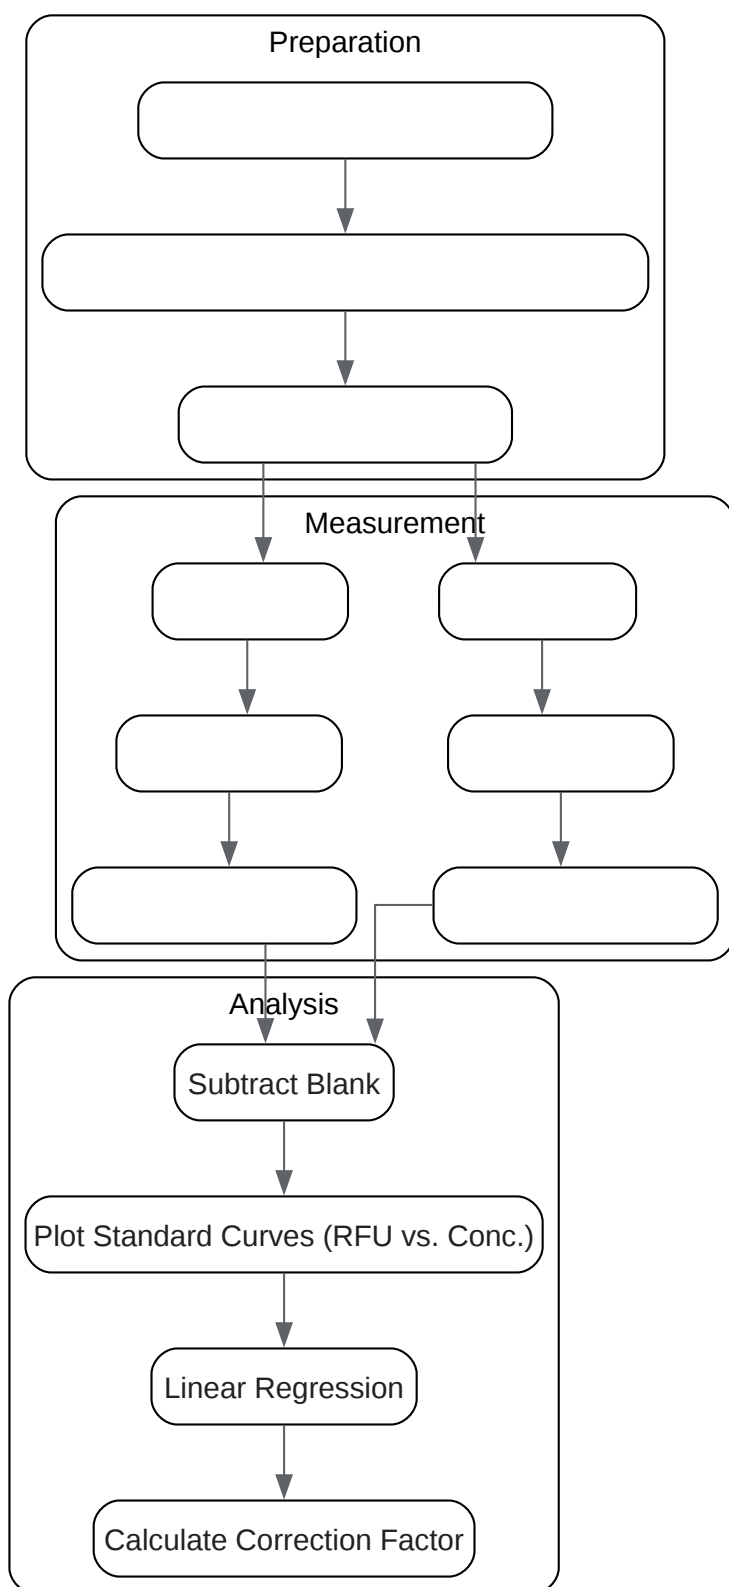 Preparation
Measurement
Analysis
Subtract Blank
Plot Standard Curves (RFU vs. Conc.)
Linear Regression
Calculate Correction Factor